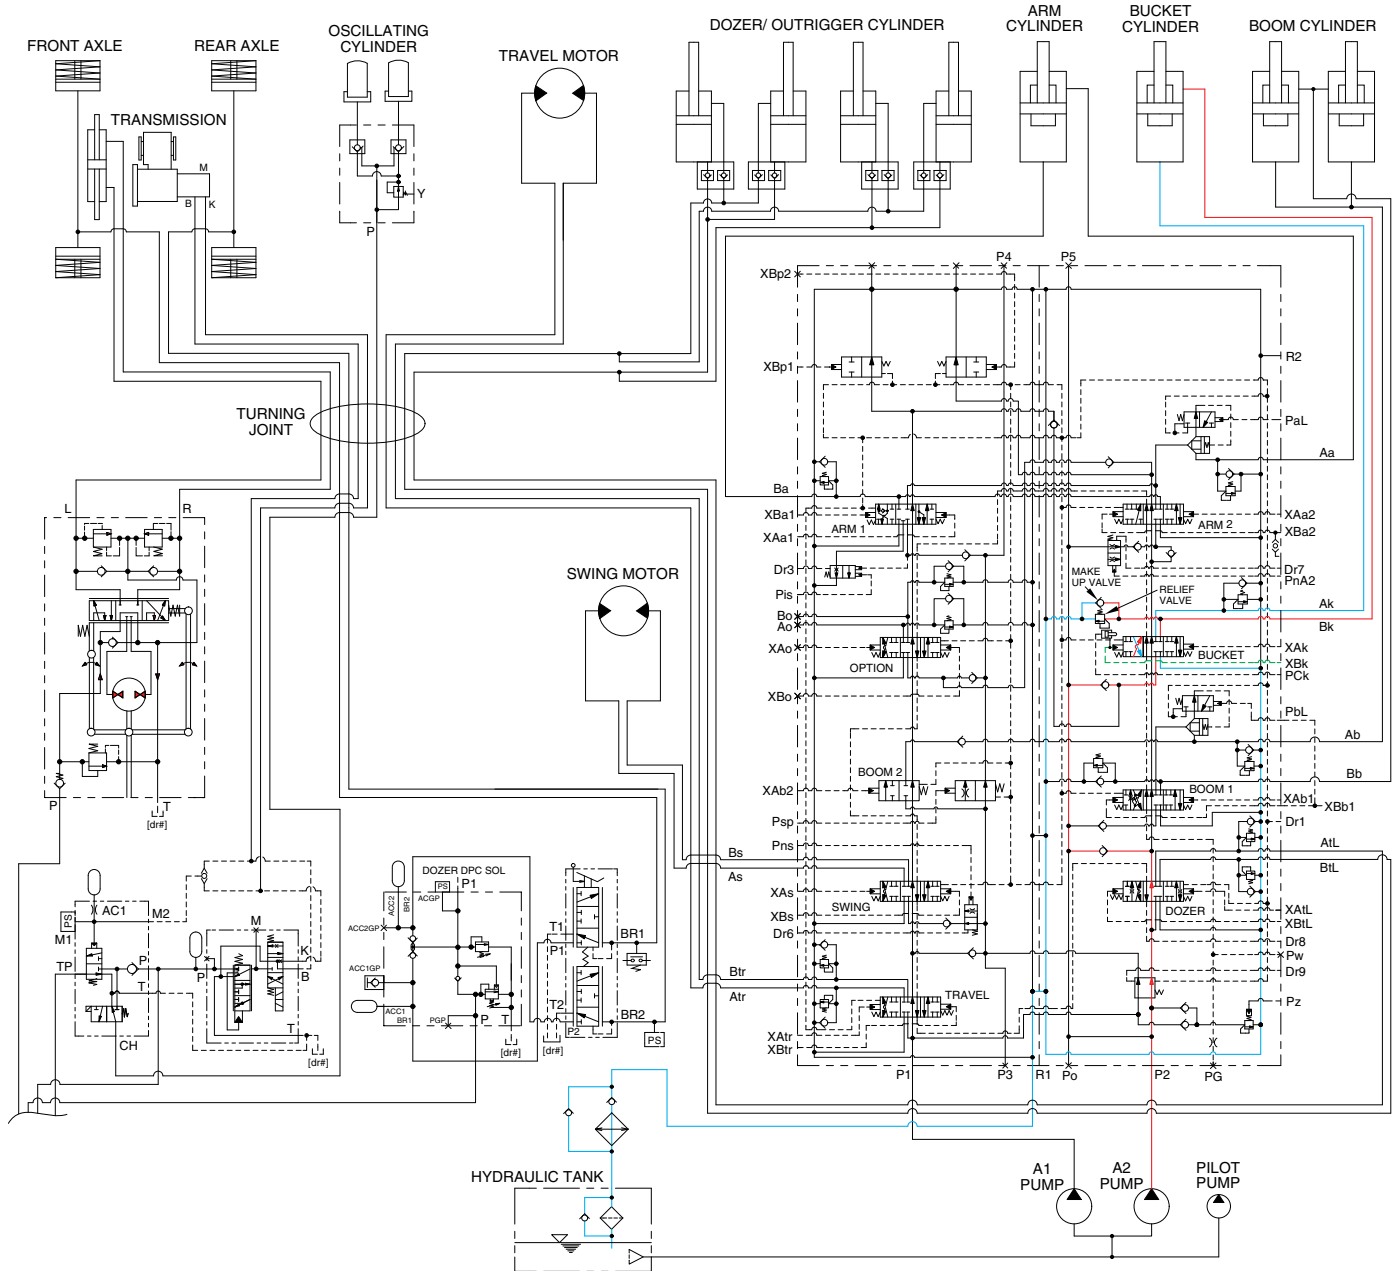 FRONT AXLE
REAR AXLE
OSCILLATING
CYLINDER
TRAVEL MOTOR
DOZER/ OUTRIGGER CYLINDER
ARM
CYLINDER
BUCKET
CYLINDER
BOOM CYLINDER
TRANSMISSION
M
B
K
Y
P
TURNING
JOINT
P4
P5
XBp2
XBp1
R2
PaL
Aa
Ba
XBa1
ARM 1
XAa1
ARM 2
XAa2
XBa2
Dr3
Pis
MAKE
UP VALVE
RELIEF
VALVE
Dr7
PnA2
Bo
Ao
Ak
Bk
XAo
OPTION
BUCKET
XAk
XBk
PCk
XBo
PbL
Ab
BOOM 2
Bb
XAb2
BOOM 1
XAb1
XBb1
Psp
Dr1
Pns
AtL
BtL
Bs
As
XAs
SWING
DOZER
XAtL
XBtL
XBs
Dr6
Dr8
Pw
Dr9
Btr
Atr
TRAVEL
Pz
XAtr
XBtr
P1
P3
R1
Po
P2
PG
L
R
SWING MOTOR
P
T
[dr#]
AC1
M2
PS
M1
TP
P
T
CH
M
P
K
B
T
[dr#]
DOZER DPC SOL
PS
P1
ACGP
ACC2
BR2
ACC2GP
ACC1GP
ACC1
BR1
PGP
P
T
[dr#]
T1
P1
BR1
T2
P2
BR2
PS
[dr#]
HYDRAULIC TANK
A1
PUMP
A2
PUMP
PILOT
PUMP